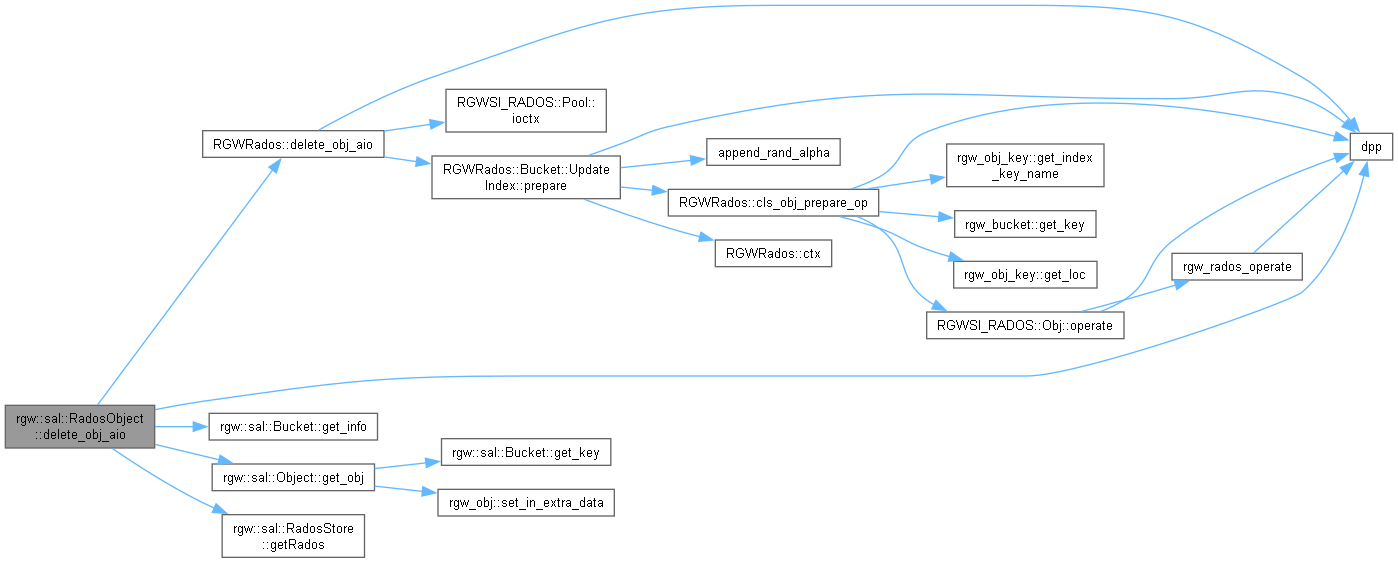 RGWSI_RADOS::Pool::
ioctx
RGWRados::delete_obj_aio
dpp
append_rand_alpha
RGWRados::Bucket::Update
Index::prepare
rgw_obj_key::get_index
_key_name
RGWRados::cls_obj_prepare_op
rgw_bucket::get_key
RGWRados::ctx
rgw_obj_key::get_loc
rgw_rados_operate
RGWSI_RADOS::Obj::operate
rgw::sal::RadosObject
::delete_obj_aio
rgw::sal::Bucket::get_info
rgw::sal::Bucket::get_key
rgw::sal::Object::get_obj
rgw_obj::set_in_extra_data
rgw::sal::RadosStore
::getRados